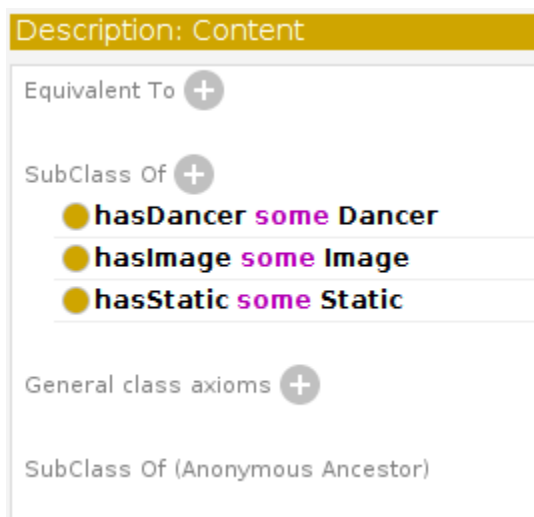 Description: Content
Equivalent To
SubClass Of
hasDancer some Dancer
hasImage some Image
hasStatic some Static
General class axioms
SubClass Of (Anonymous Ancestor)